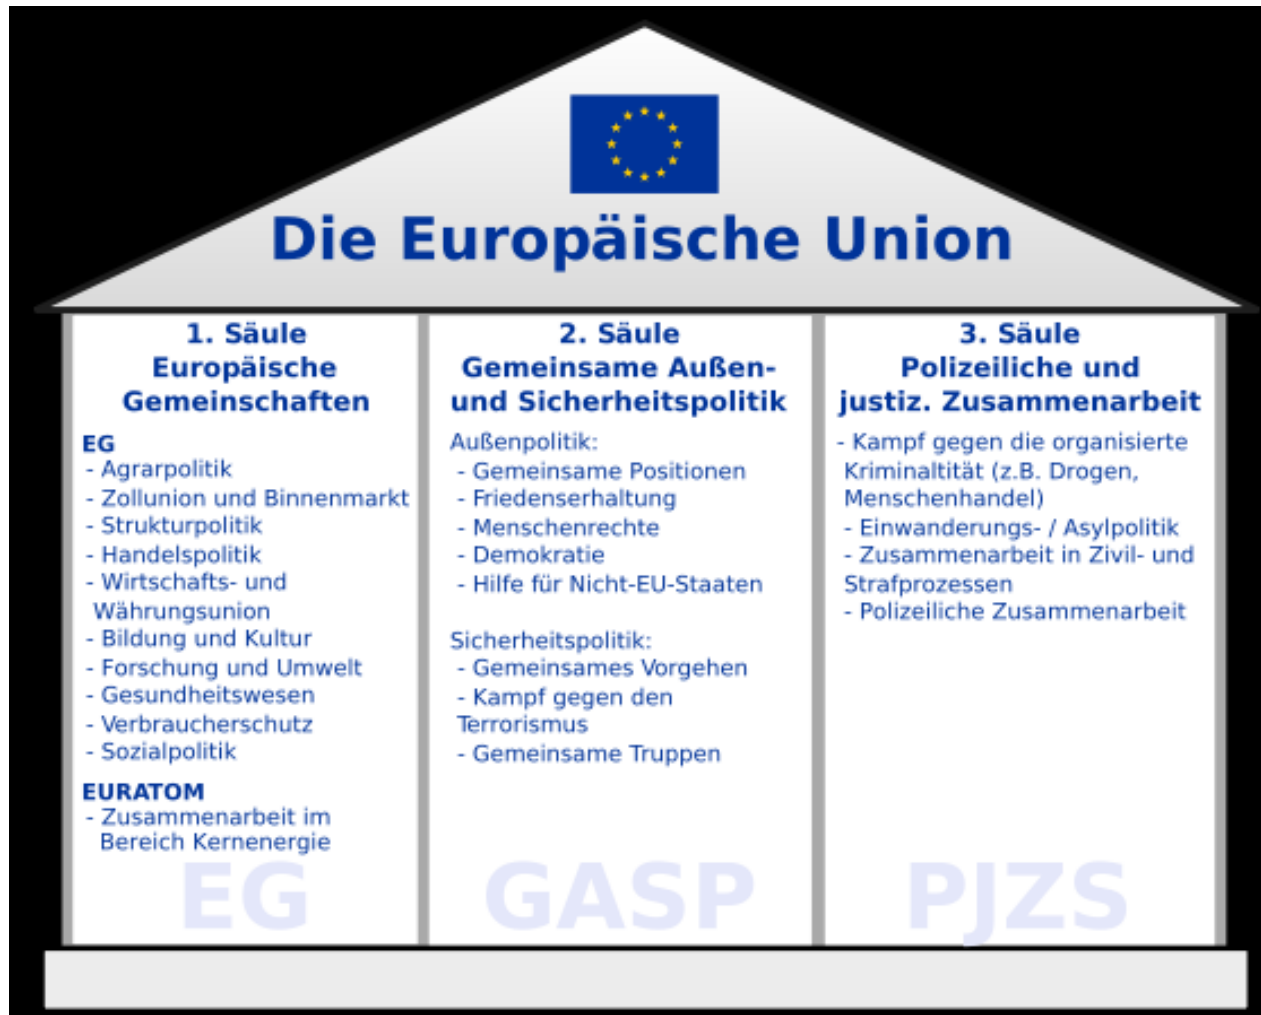 Die Europäische Union
1. Säule
Europäische
Gemeinschaften
EG
- Agrarpolitik
- Zollunion und Binnenmarkt
- Strukturpolitik
- Handelspolitik
- Wirtschafts- und
Währungsunion
- Bildung und Kultur
- Forschung und Umwelt
- Gesundheitswesen
- Verbraucherschutz
- Sozialpolitik
EURATOM
- Zusammenarbeit im
Bereich Kernenergie
EG
2. Säule
Gemeinsame Außen-
und Sicherheitspolitik
Außenpolitik:
- Gemeinsame Positionen
- Friedenserhaltung
- Menschenrechte
- Demokratie
- Hilfe für Nicht-EU-Staaten
Sicherheitspolitik:
- Gemeinsames Vorgehen
- Kampf gegen den
Terrorismus
- Gemeinsame Truppen
GASP
3. Säule
Polizeiliche und
justiz. Zusammenarbeit
- Kampf gegen die organisierte
Kriminaltität (z.B. Drogen,
Menschenhandel)
- Einwanderungs- / Asylpolitik
- Zusammenarbeit in Zivil- und
Strafprozessen
- Polizeiliche Zusammenarbeit
PJZS